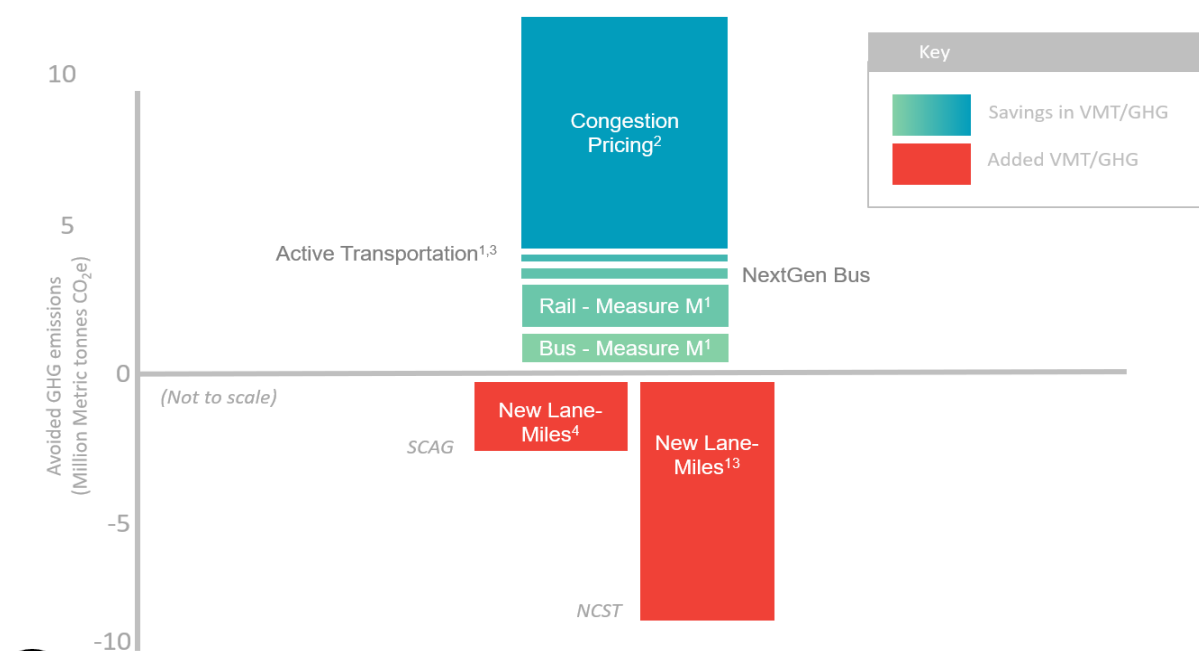 Key
Savings in VMT/GHG
Added VMT/GHG
10
5
0
-5
-10
Avoided GHG emissions
(Million Metric tonnes CO₂e)
Congestion
Pricing²
Active Transportation¹,³
NextGen Bus
Rail - Measure M¹
Bus - Measure M¹
(Not to scale)
New Lane-
Miles⁴
SCAG
New Lane-
Miles¹³
NCST